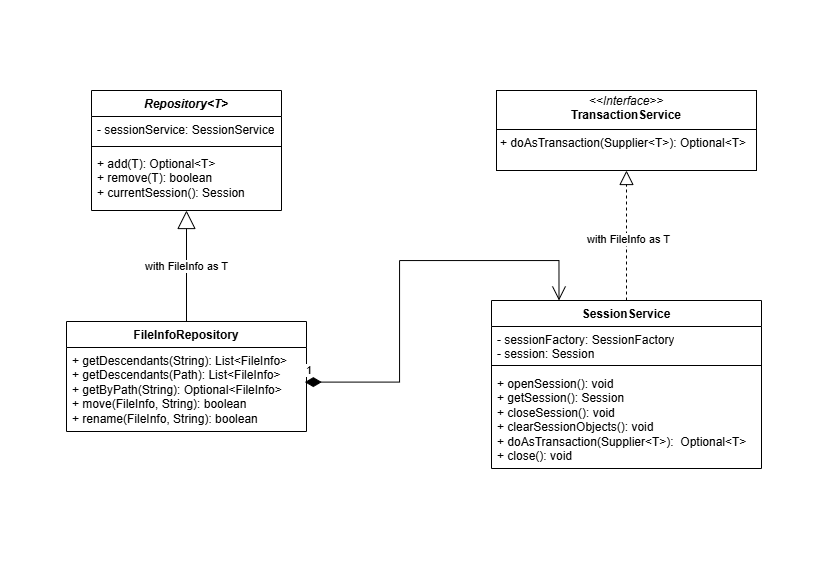 Repository<T>
- sessionService: SessionService
+ add(T): Optional<T>
+ remove(T): boolean
+ currentSession(): Session
<<Interface>>
TransactionService
+ doAsTransaction(Supplier<T>): Optional<T>
with FileInfo as T
with FileInfo as T
FileInfoRepository
+ getDescendants(String): List<FileInfo>
+ getDescendants(Path): List<FileInfo>
+ getByPath(String): Optional<FileInfo>
+ move(FileInfo, String): boolean
+ rename(FileInfo, String): boolean
1
SessionService
- sessionFactory: SessionFactory
- session: Session
+ openSession(): void
+ getSession(): Session
+ closeSession(): void
+ clearSessionObjects(): void
+ doAsTransaction(Supplier<T>): Optional<T>
+ close(): void